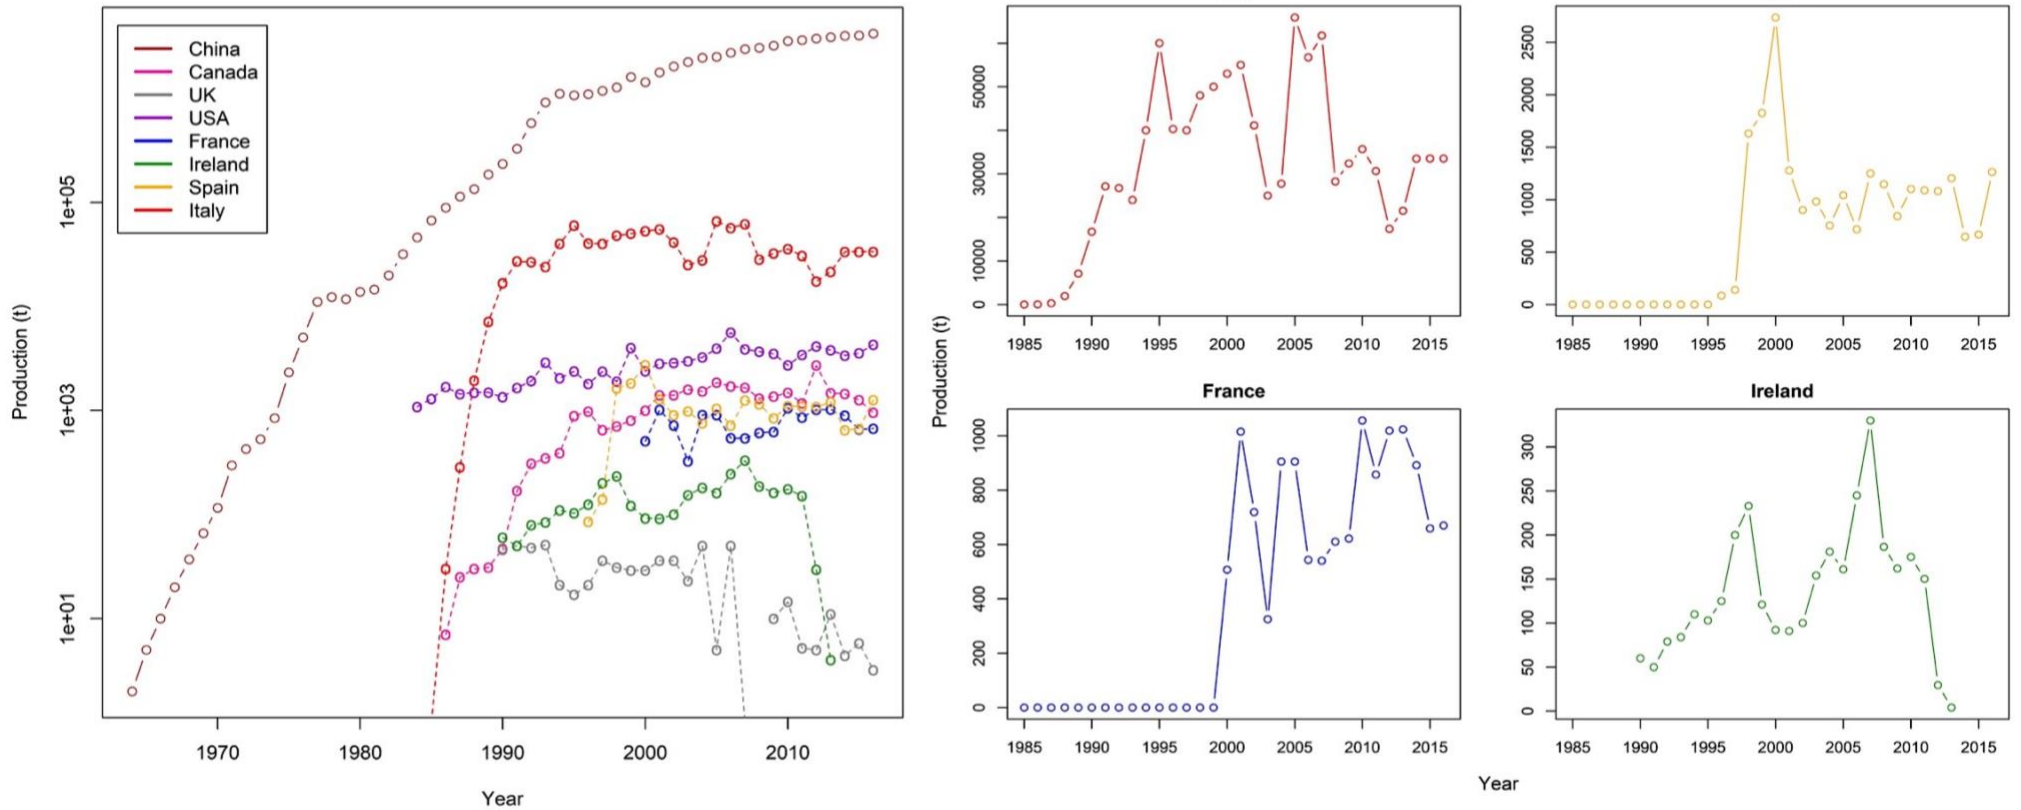 China
Canada
UK
USA
France
Ireland
Spain
Italy
Production (t)
1e+05
1e+03
1e+01
1970 1980 1990 2000 2010
Year
Production (t)
50000
30000
10000
0
1985 1990 1995 2000 2005 2010 2015
2500
2000
1500
1000
500
0
1985 1990 1995 2000 2005 2010 2015
France
1000
800
600
400
200
0
1985 1990 1995 2000 2005 2010 2015
Ireland
300
250
200
150
100
50
0
1985 1990 1995 2000 2005 2010 2015
Year